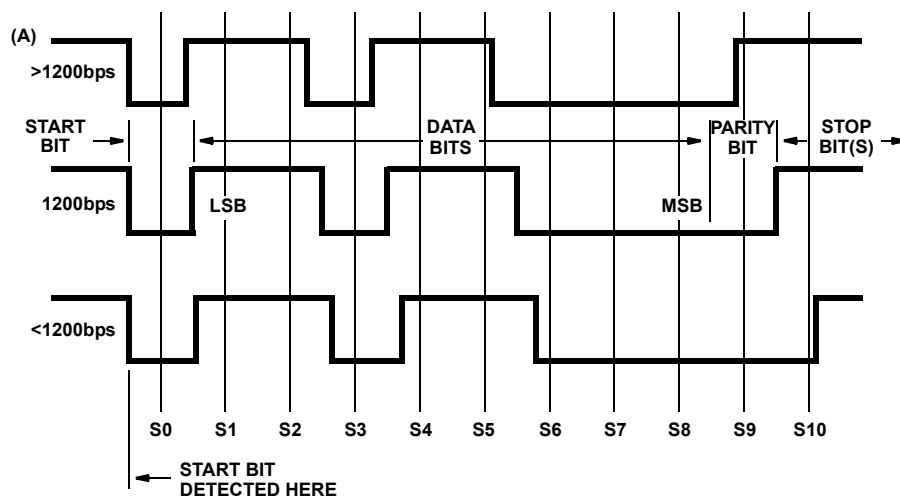 (A)
>1200bps
START
BIT
DATA
BITS
PARITY
BIT
STOP
BIT(S)
1200bps
LSB
MSB
<1200bps
S0 S1 S2 S3 S4 S5 S6 S7 S8 S9 S10
START BIT
DETECTED HERE